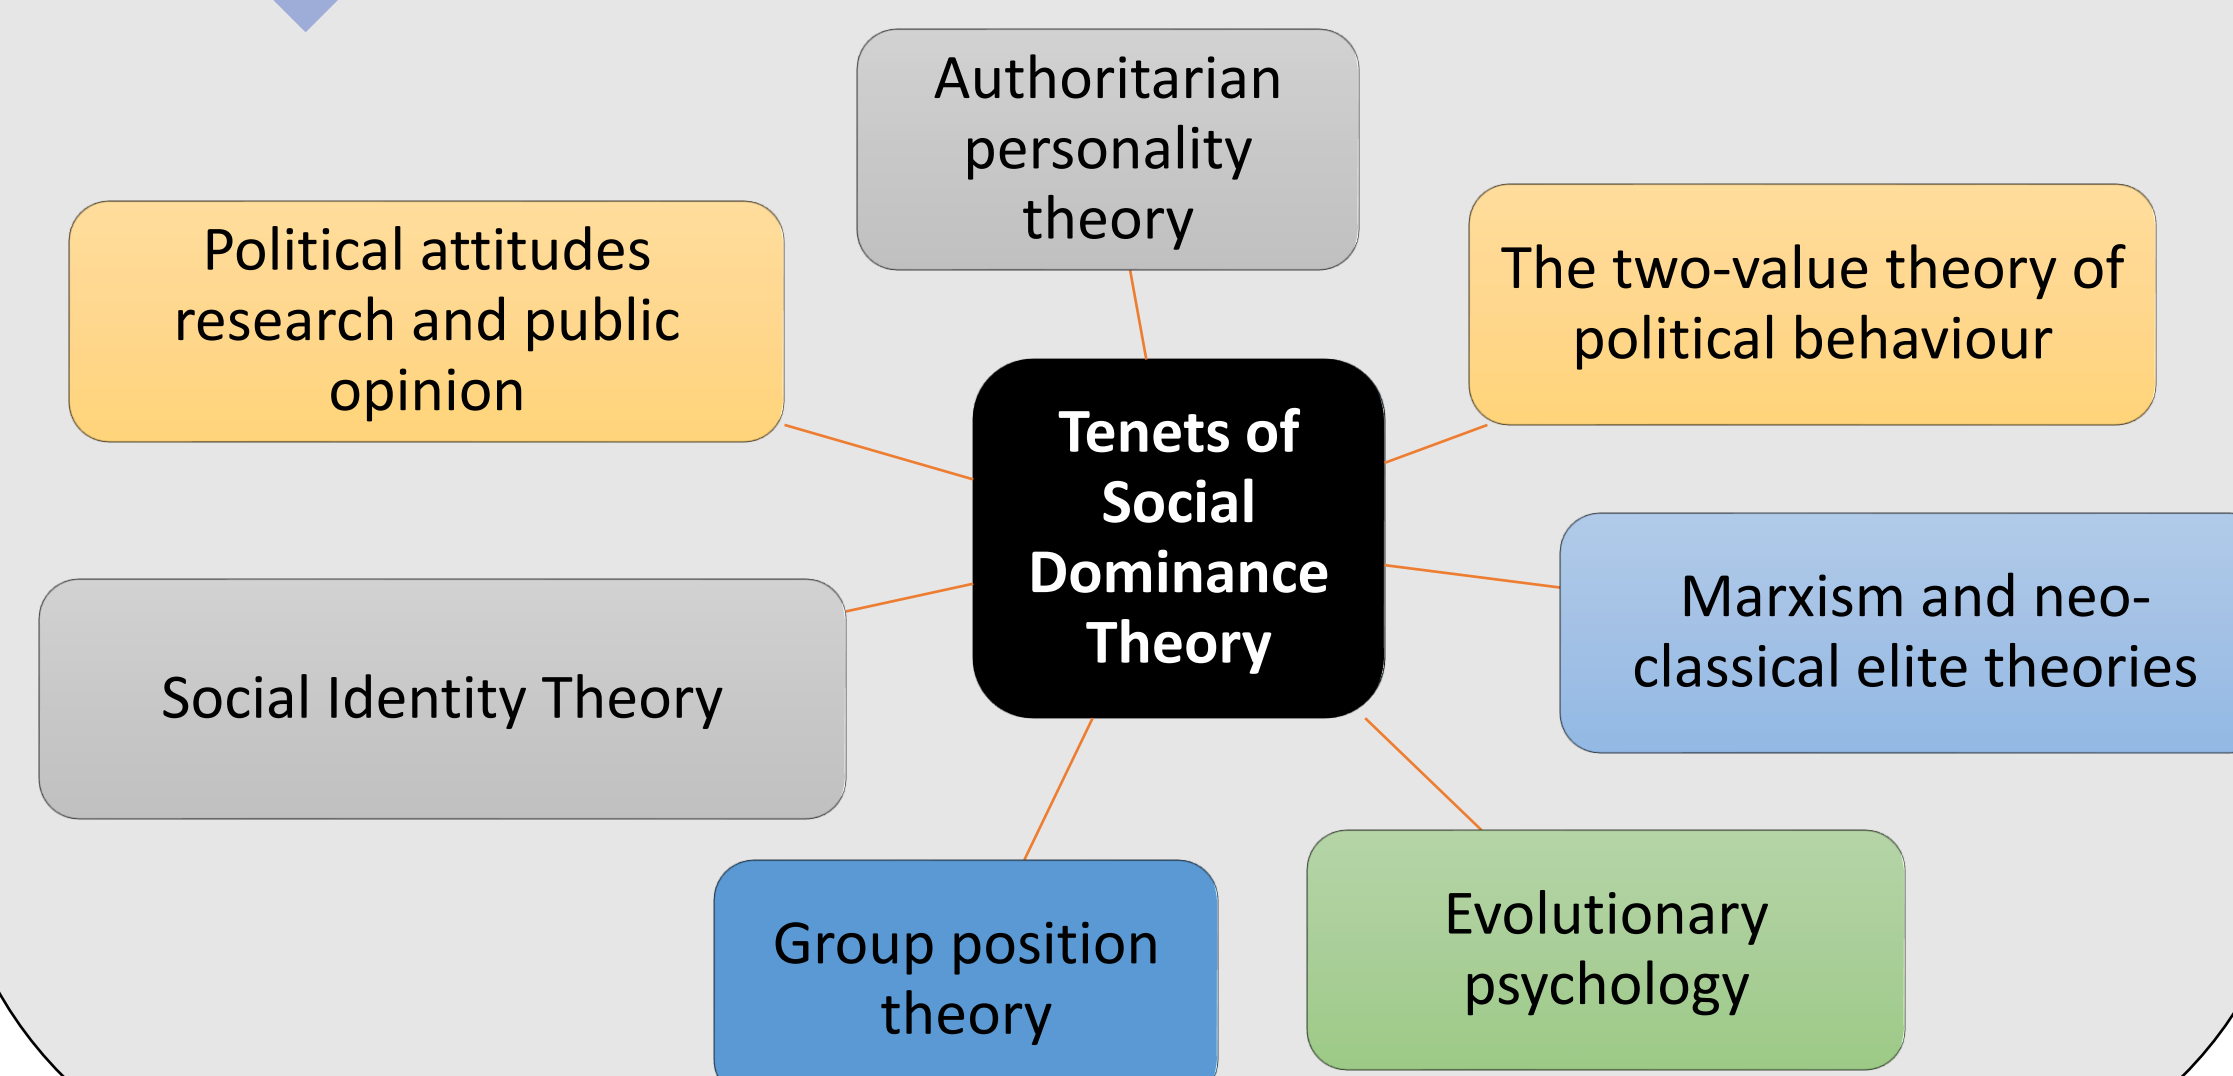 Authoritarian
personality
theory
Political attitudes
research and public
opinion
The two-value theory of
political behaviour
Tenets of
Social
Dominance
Theory
Marxism and neo-
classical elite theories
Social Identity Theory
Group position
theory
Evolutionary
psychology